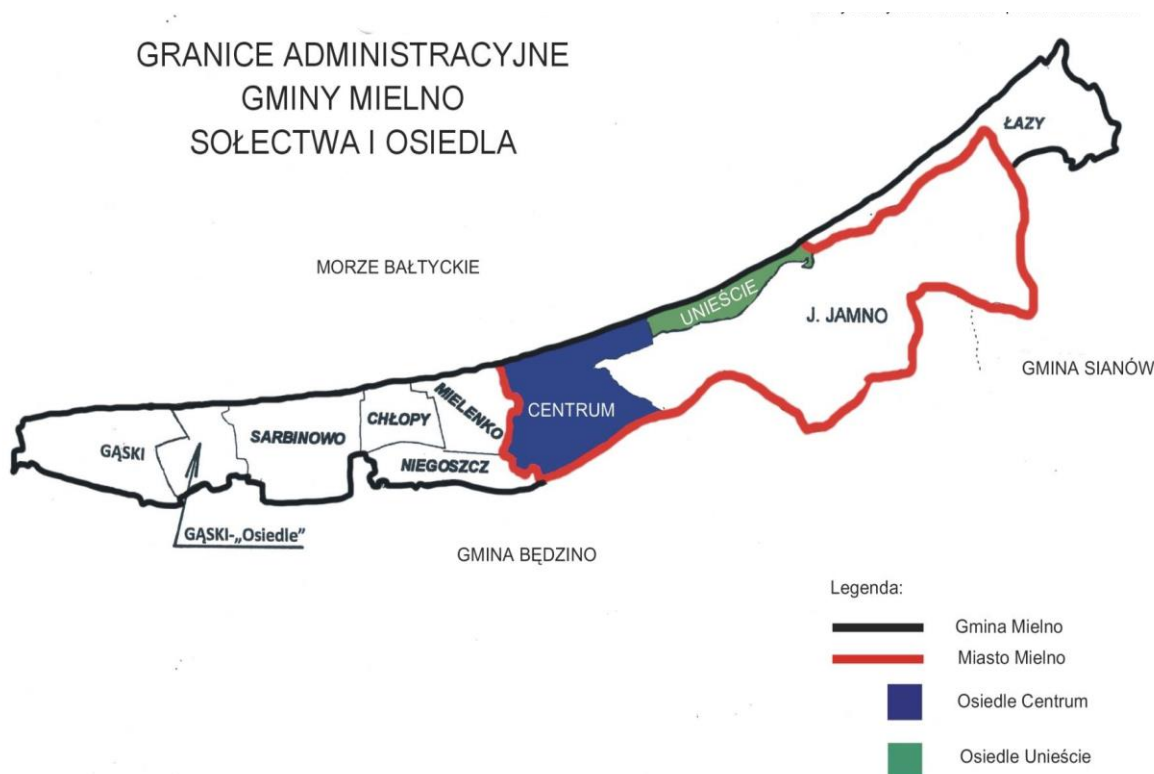 GRANICE ADMINISTRACYJNE
GMINY MIELNO
SOŁECTWA I OSIEDLA
ŁAZY
MORZE BAŁTYCKIE
UNIEŚCIE
J. JAMNO
GMINA SIANÓW
MIELENKO
CHŁOPY
CENTRUM
SARBINOWO
GĄSKI
NIEGOSZCZ
GĄSKI-„Osiedle”
GMINA BĘDZINO
Legenda:
Gmina Mielno
Miasto Mielno
Osiedle Centrum
Osiedle Unieście